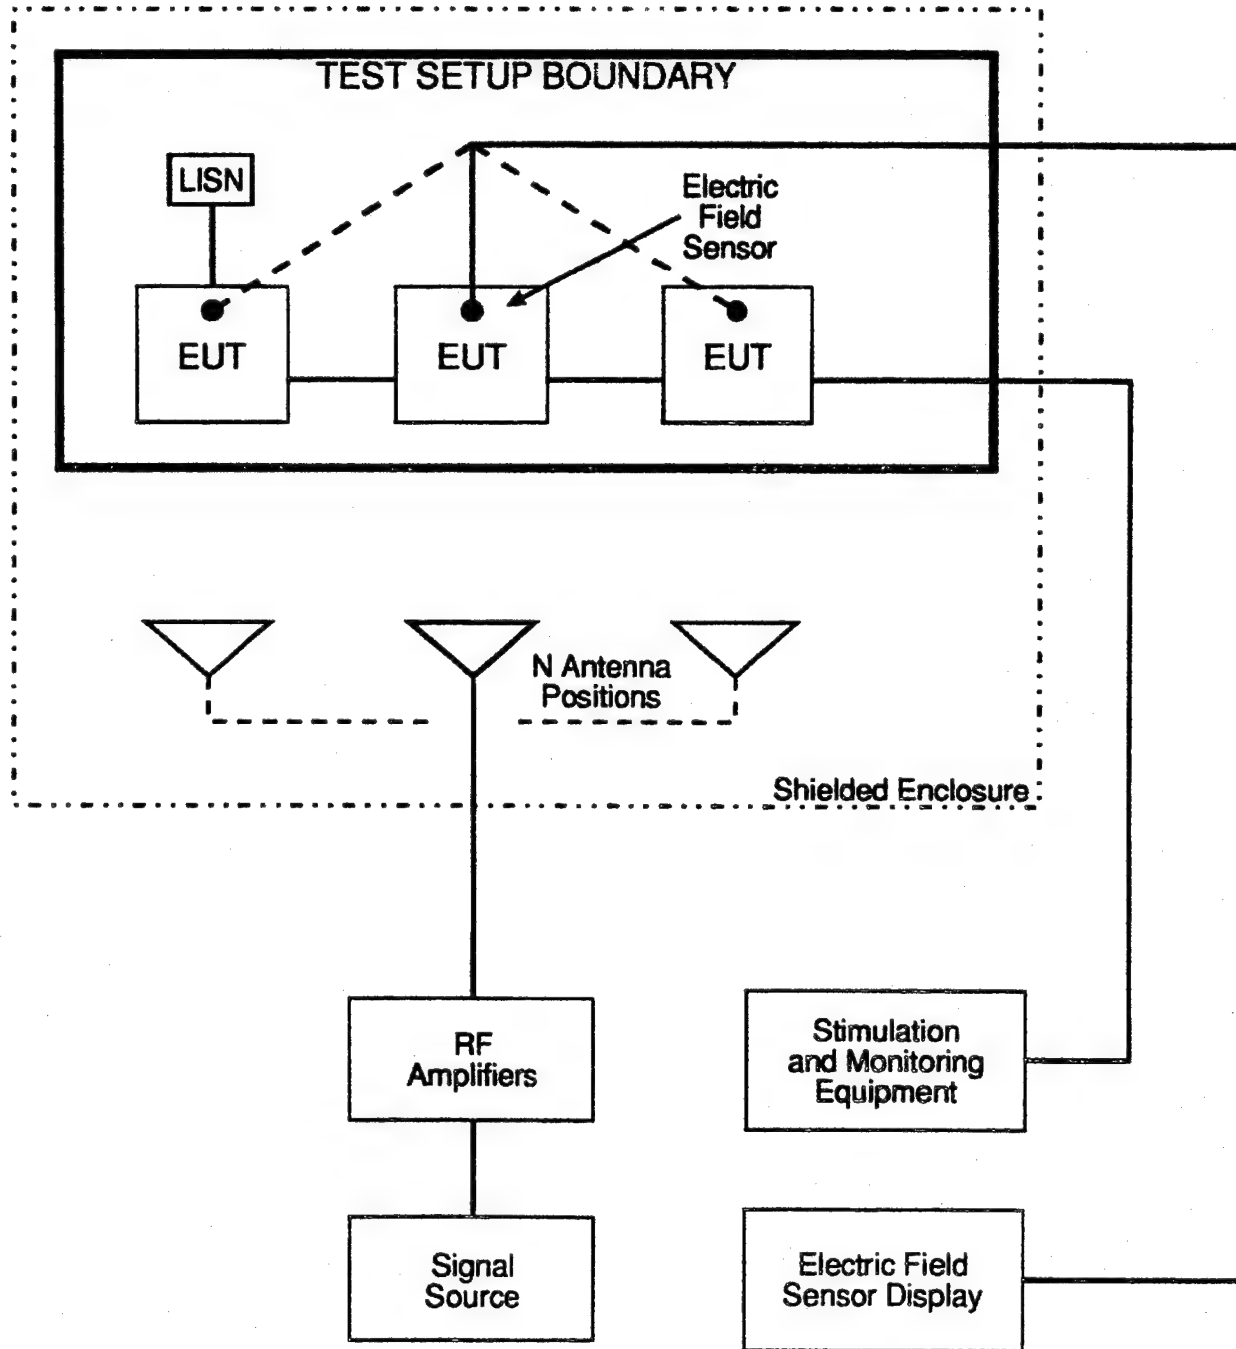 TEST SETUP BOUNDARY
LISN
Electric
Field
Sensor
EUT
EUT
EUT
N Antenna
Positions
Shielded Enclosure
RF
Amplifiers
Stimulation
and Monitoring
Equipment
Signal
Source
Electric Field
Sensor Display